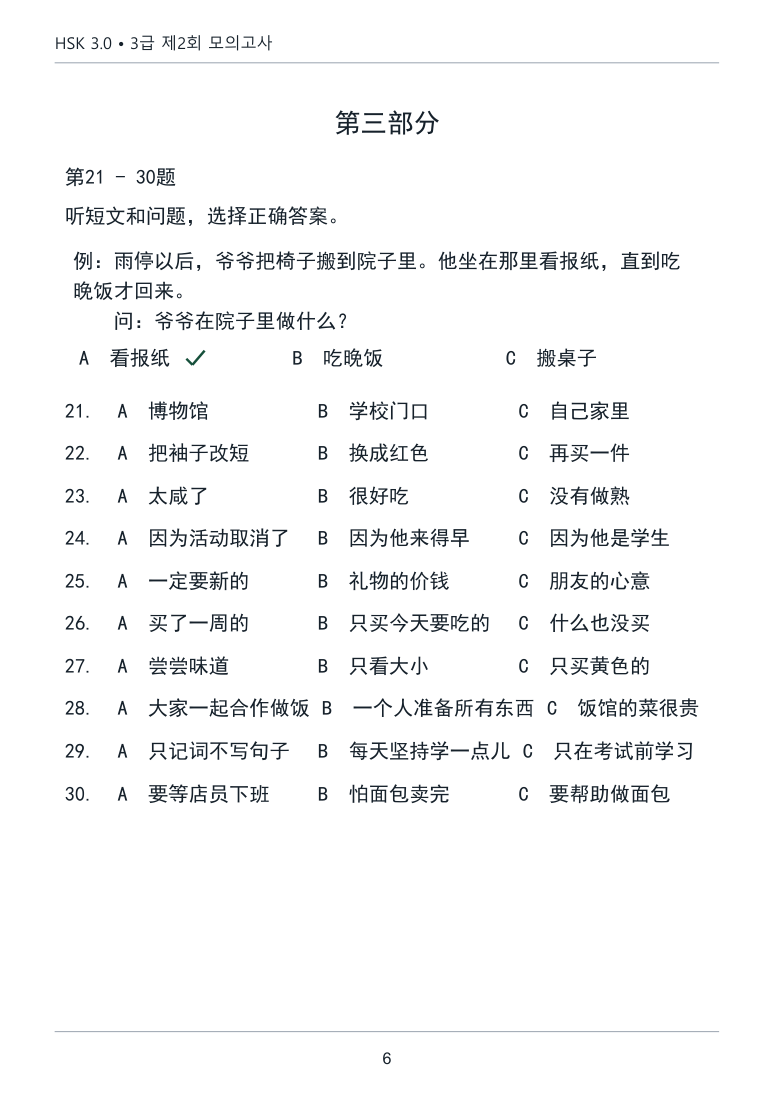 HSK 3.0 • 3급 제2회 모의고사
第三部分
第21 - 30题
听短文和问题，选择正确答案。
例：雨停以后，爷爷把椅子搬到院子里。他坐在那里看报纸，直到吃
晚饭才回来。
问：爷爷在院子里做什么？
A 看报纸 ✓ B 吃晚饭 C 搬桌子
21. A 博物馆 B 学校门口 C 自己家里
22. A 把袖子改短 B 换成红色 C 再买一件
23. A 太咸了 B 很好吃 C 没有做熟
24. A 因为活动取消了 B 因为他来得早 C 因为他是学生
25. A 一定要新的 B 礼物的价钱 C 朋友的心意
26. A 买了一周的 B 只买今天要吃的 C 什么也没买
27. A 尝尝味道 B 只看大小 C 只买黄色的
28. A 大家一起合作做饭 B 一个人准备所有东西 C 饭馆的菜很贵
29. A 只记词不写句子 B 每天坚持学一点儿 C 只在考试前学习
30. A 要等店员下班 B 怕面包卖完 C 要帮助做面包
6